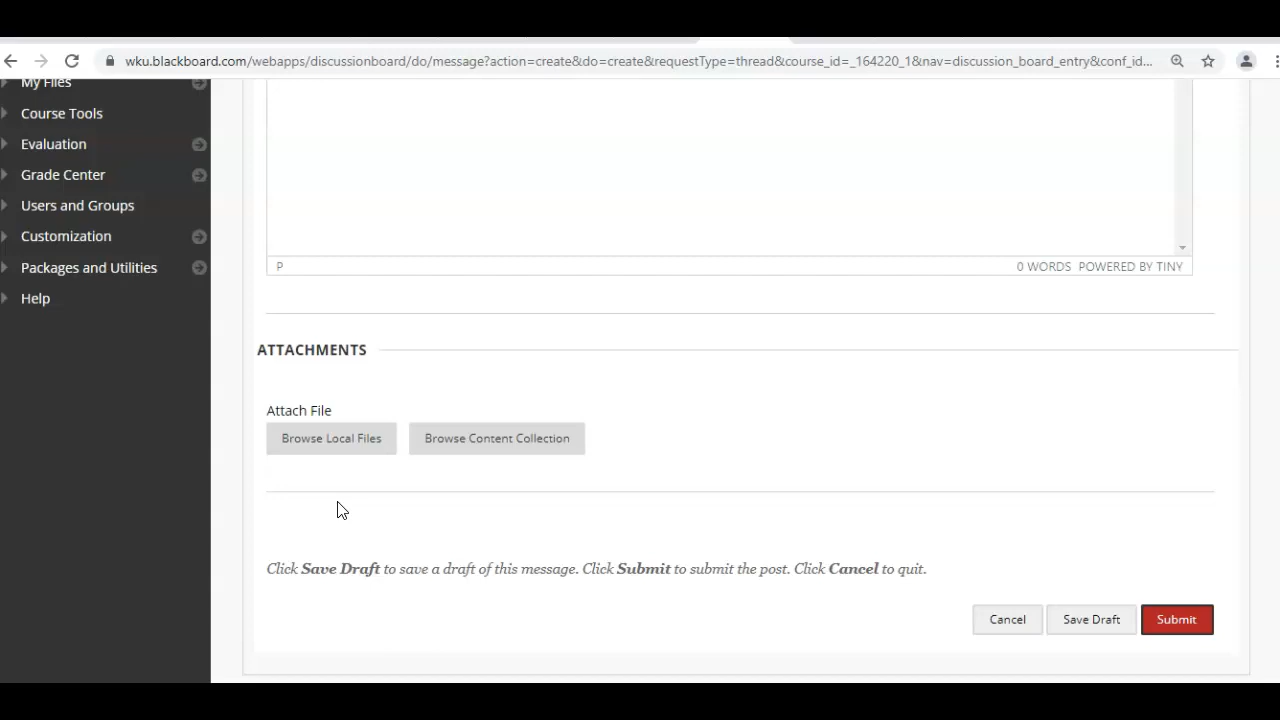 wku.blackboard.com/webapps/discussionboard/do/message?action=create&do=create&requestType=thread&course_id=_164220_1&nav=discussion_board_entry&conf_id...
My Files
Course Tools
Evaluation
Grade Center
Users and Groups
Customization
Packages and Utilities
Help
P
0 WORDS POWERED BY TINY
ATTACHMENTS
Attach File
Browse Local Files
Browse Content Collection
Click Save Draft to save a draft of this message. Click Submit to submit the post. Click Cancel to quit.
Cancel
Save Draft
Submit